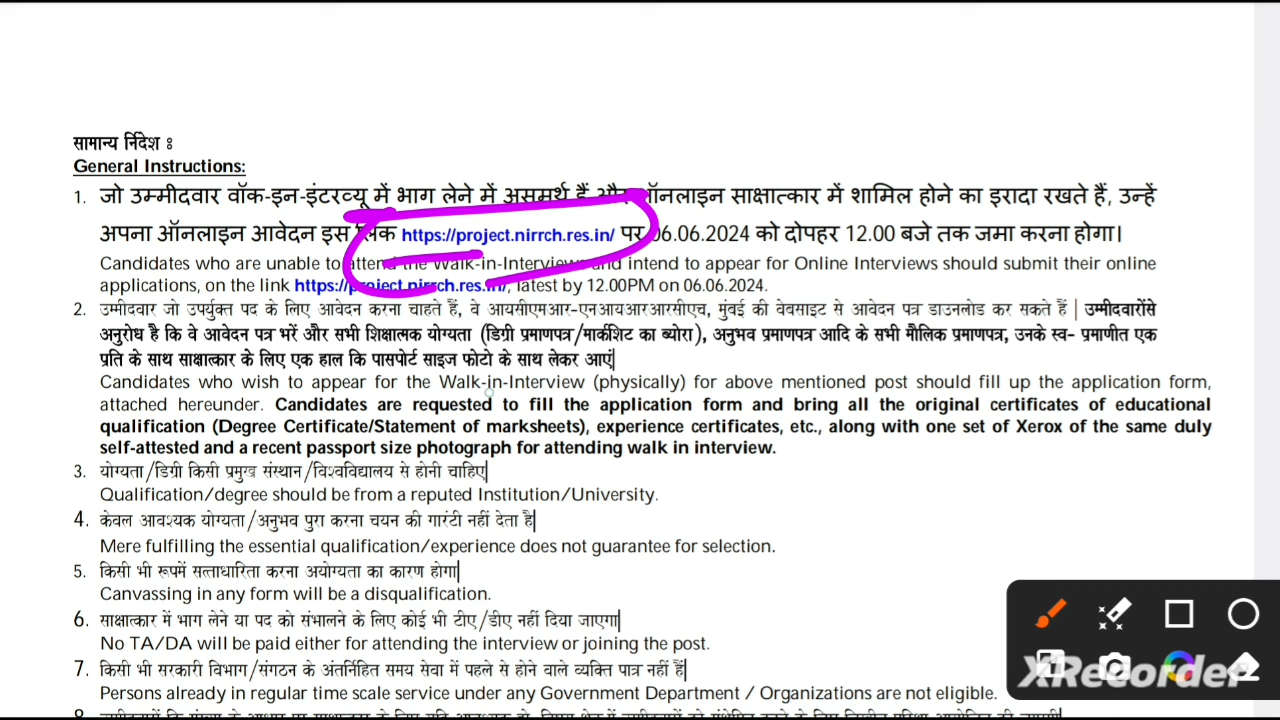 सामान्य र्निदेश ः
General Instructions:
1. जो उम्मीदवार वॉक-इन-इंटरव्यू में भाग लेने में असमर्थ हैं और ऑनलाइन साक्षात्कार में शामिल होने का इरादा रखते हैं, उन्हें
अपना ऑनलाइन आवेदन इस लिंक https://project.nirrch.res.in/ पर 06.06.2024 को दोपहर 12.00 बजे तक जमा करना होगा।
Candidates who are unable to attend the Walk-in-Interviews and intend to appear for Online Interviews should submit their online
applications, on the link https://project.nirrch.res.in/, latest by 12.00PM on 06.06.2024.
2. उम्मीदवार जो उपर्युक्त पद के लिए आवेदन करना चाहते हैं, वे आयसीएमआर-एनआयआरआरसीएच, मुंबई की वेबसाइट से आवेदन पत्र डाउनलोड कर सकते हैं | उम्मीदवारोंसे
अनुरोध है कि वे आवेदन पत्र भरें और सभी शिक्षात्मक योग्यता (डिग्री प्रमाणपत्र/मार्कशिट का ब्योरा), अनुभव प्रमाणपत्र आदि के सभी मौलिक प्रमाणपत्र, उनके स्व- प्रमाणीत एक
प्रति के साथ साक्षात्कार के लिए एक हाल कि पासपोर्ट साइज फोटो के साथ लेकर आएं|
Candidates who wish to appear for the Walk-in-Interview (physically) for above mentioned post should fill up the application form,
attached hereunder. Candidates are requested to fill the application form and bring all the original certificates of educational
qualification (Degree Certificate/Statement of marksheets), experience certificates, etc., along with one set of Xerox of the same duly
self-attested and a recent passport size photograph for attending walk in interview.
3. योग्यता/डिग्री किसी प्रमुख संस्थान/विश्वविद्यालय से होनी चाहिए|
Qualification/degree should be from a reputed Institution/University.
4. केवल आवश्यक योग्यता/अनुभव पुरा करना चयन की गारंटी नहीं देता है|
Mere fulfilling the essential qualification/experience does not guarantee for selection.
5. किसी भी रूपमें सत्ताधारिता करना अयोग्यता का कारण होगा|
Canvassing in any form will be a disqualification.
6. साक्षात्कार में भाग लेने या पद को संभालने के लिए कोई भी टीए/डीए नहीं दिया जाएगा|
No TA/DA will be paid either for attending the interview or joining the post.
7. किसी भी सरकारी विभाग/संगटन के अंतर्निहित समय सेवा में पहले से होने वाले व्यक्ति पात्र नहीं हैं|
Persons already in regular time scale service under any Government Department / Organizations are not eligible.
XRecorder